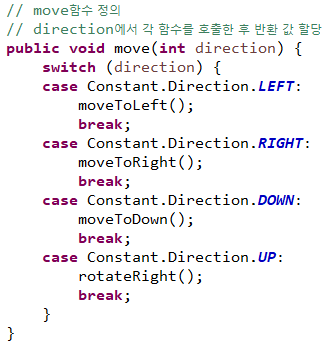 // move함수 정의
// direction에서 각 함수를 호출한 후 반환 값 할당
public void move(int direction) {
    switch (direction) {
    case Constant.Direction.LEFT:
        moveToLeft();
        break;
    case Constant.Direction.RIGHT:
        moveToRight();
        break;
    case Constant.Direction.DOWN:
        moveToDown();
        break;
    case Constant.Direction.UP:
        rotateRight();
        break;
    }
}